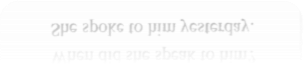 She spoke to him yesterday.
When did she speak to him?